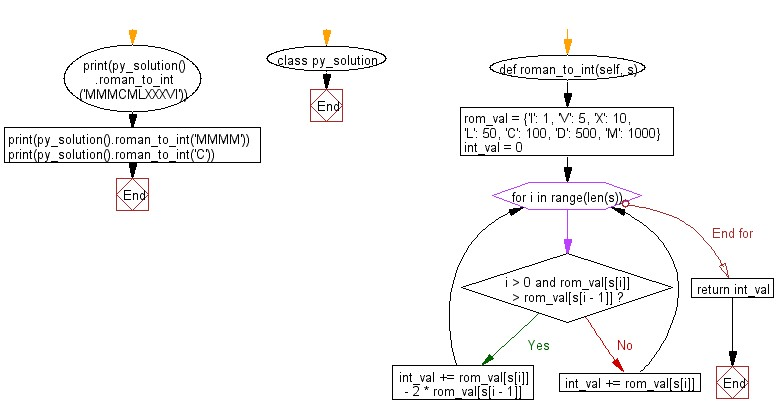 print(py_solution()
.roman_to_int
('MMMCMLXXXVI'))
print(py_solution().roman_to_int('MMMM'))
print(py_solution().roman_to_int('C'))
End
class py_solution
End
def roman_to_int(self, s)
rom_val = {'I': 1, 'V': 5, 'X': 10,
'L': 50, 'C': 100, 'D': 500, 'M': 1000}
int_val = 0
for i in range(len(s))
End for
i > 0 and rom_val[s[i]]
> rom_val[s[i - 1]] ?
return int_val
Yes
No
int_val += rom_val[s[i]]
- 2 * rom_val[s[i - 1]]
int_val += rom_val[s[i]]
End